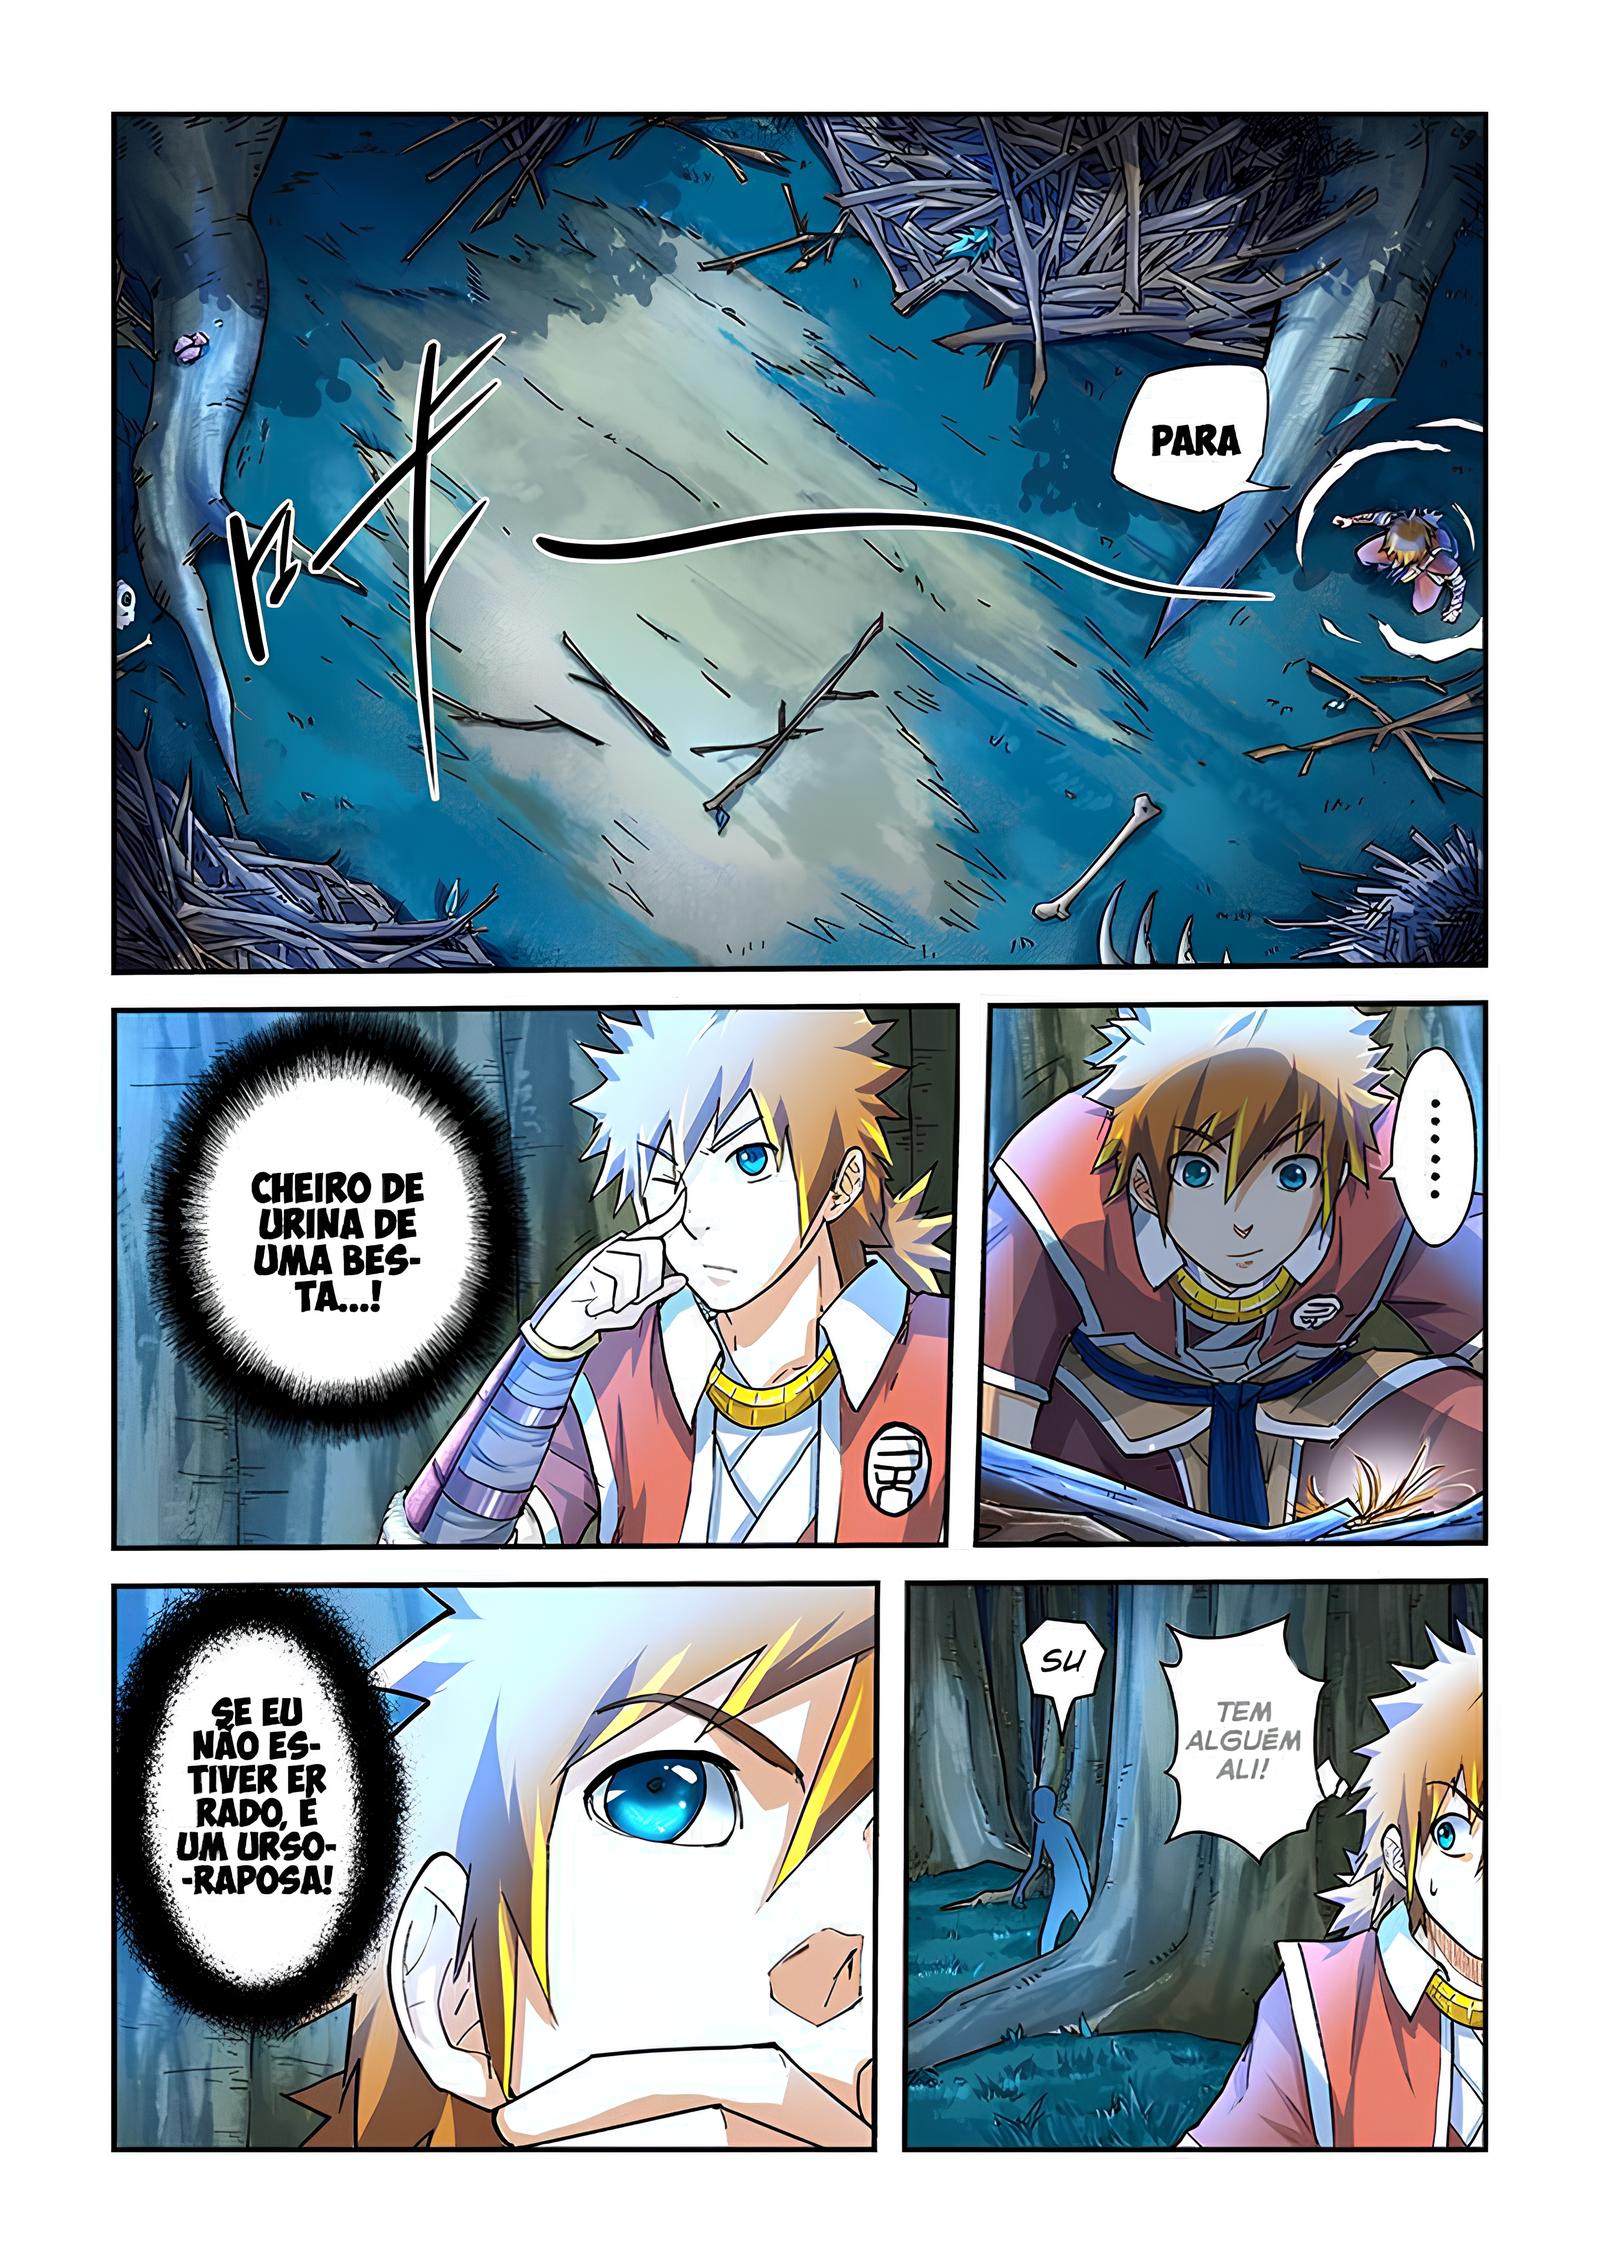 PARA
CHEIRO DE
URINA DE
UMA BES-
TA...!
.......
SE EU
NÃO ES-
TIVER ER
RADO, É
UM URSO-
-RAPOSA!
SU
TEM
ALGUÉM
ALI!